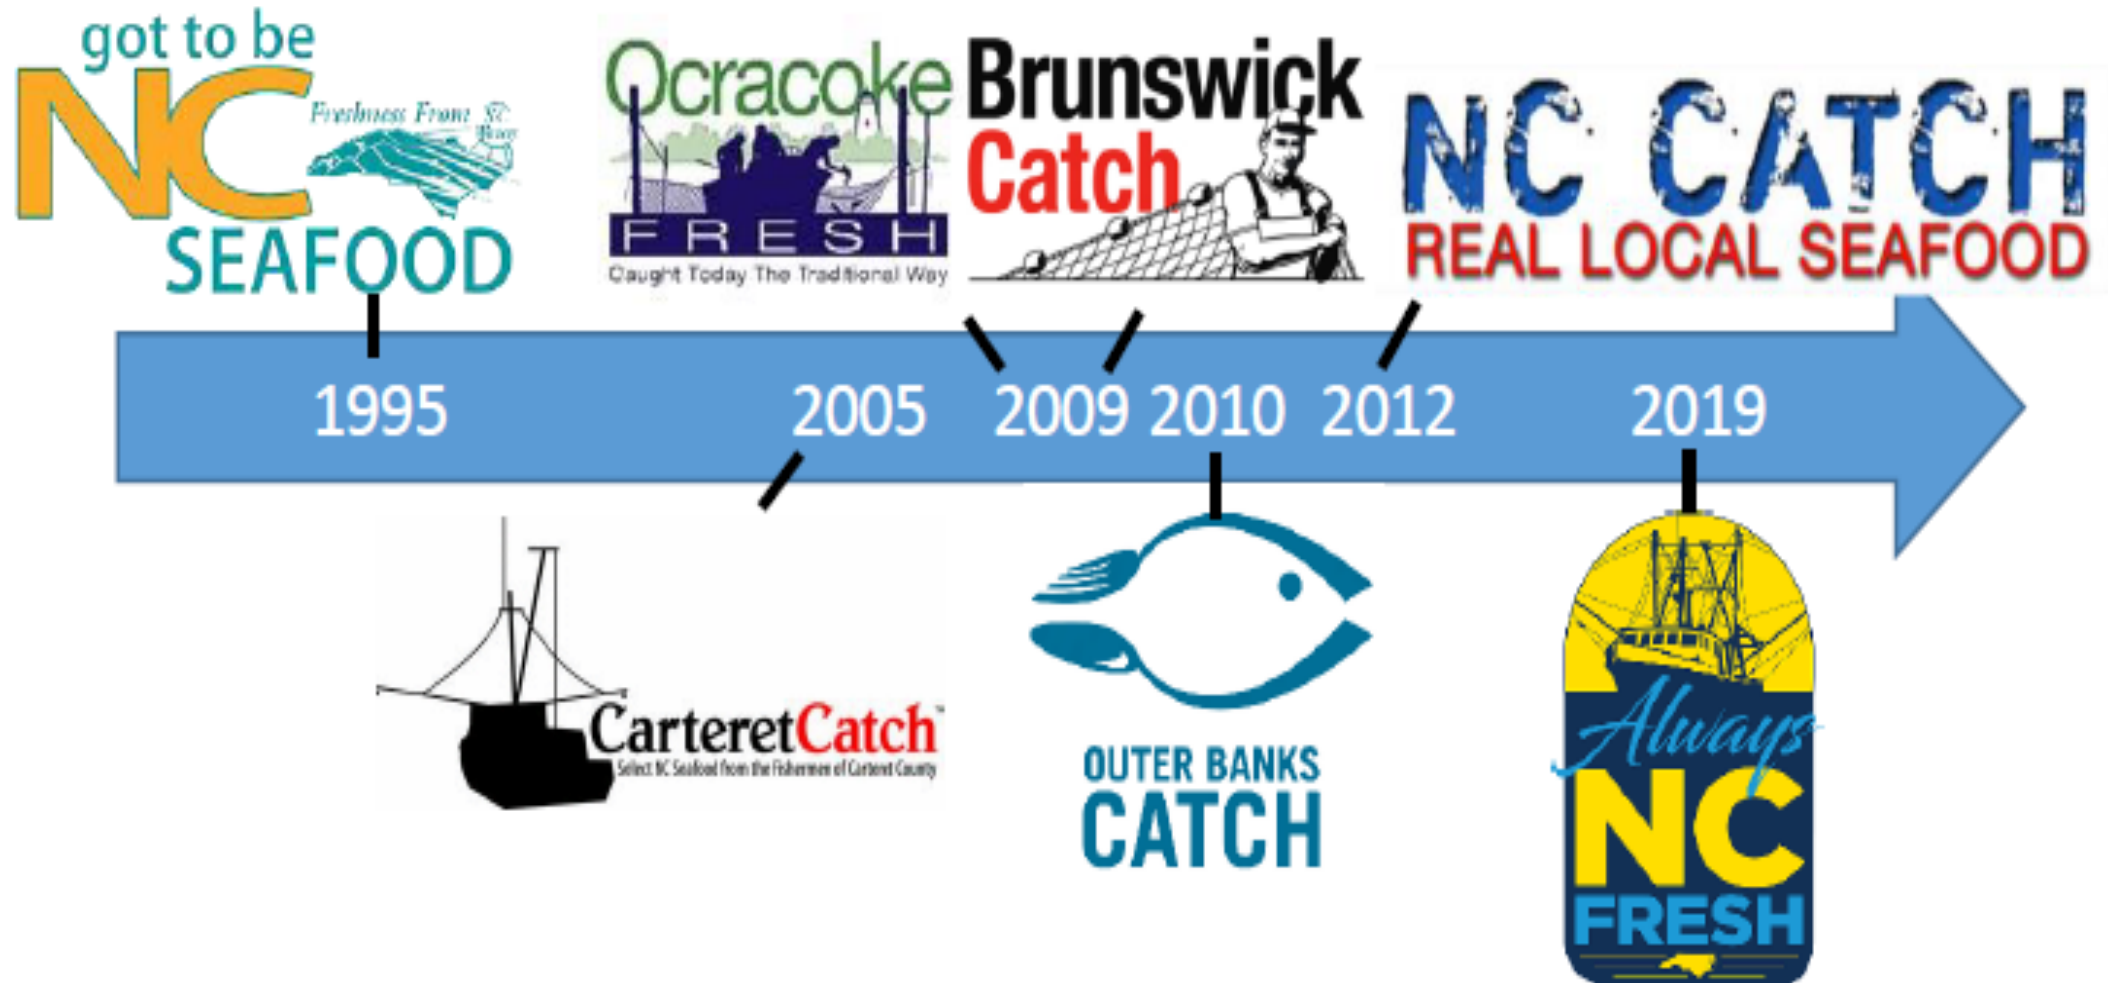 got to be
NC
Freshness From NC
SEAFOOD
Ocracoke
FRESH
Caught Today The Traditional Way
Brunswick
Catch
NC CATCH
REAL LOCAL SEAFOOD
1995 2005 2009 2010 2012 2019
CarteretCatch
Select NC Seafood from the Fishermen of Carteret County
OUTER BANKS
CATCH
Always
NC
FRESH